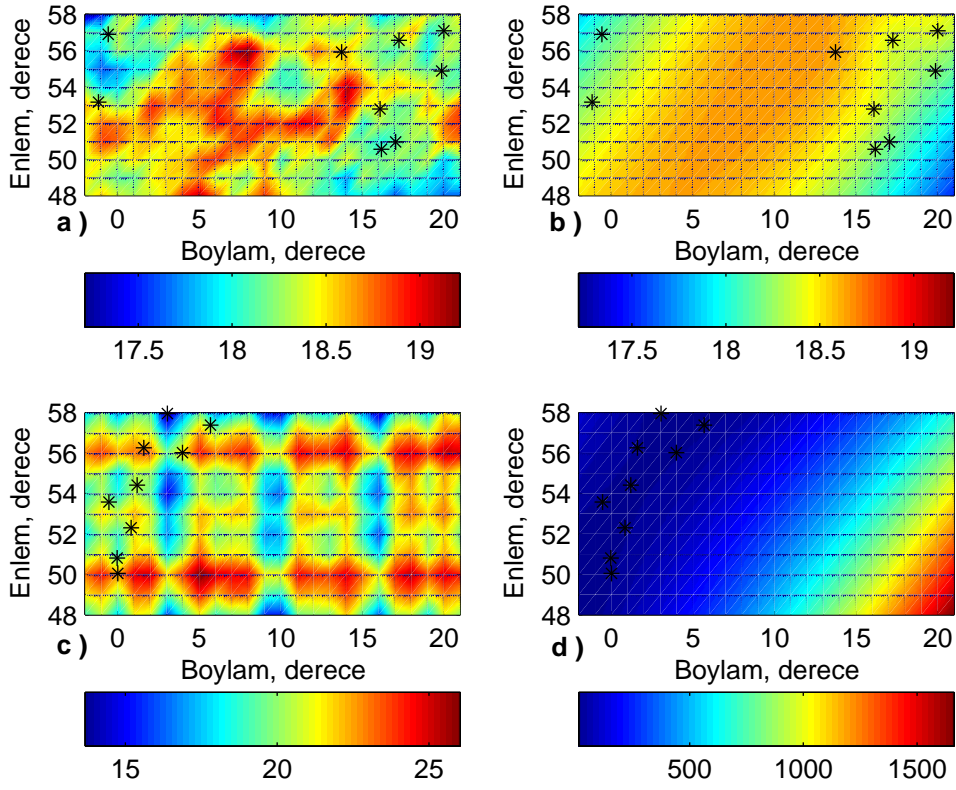 58
56
54
52
50
48
Enlem, derece
0 5 10 15 20
a )
Boylam, derece
17.5 18 18.5 19
58
56
54
52
50
48
Enlem, derece
0 5 10 15 20
b )
Boylam, derece
17.5 18 18.5 19
58
56
54
52
50
48
Enlem, derece
0 5 10 15 20
c )
Boylam, derece
15 20 25
58
56
54
52
50
48
Enlem, derece
0 5 10 15 20
d )
Boylam, derece
500 1000 1500